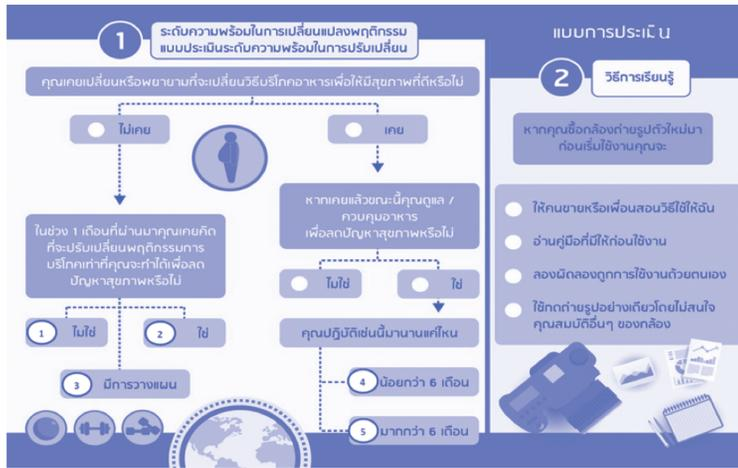 1
ระดับความพร้อมในการเปลี่ยนแปลงพฤติกรรม
แบบประเมินระดับความพร้อมในการปรับเปลี่ยน
คุณเคยเปลี่ยนหรือพยายามที่จะเปลี่ยนวิธีบริโภคอาหารเพื่อให้มีสุขภาพที่ดีหรือไม่
ไม่เคย
เคย
ในช่วง 1 เดือนที่ผ่านมาคุณเคยคิด
ที่จะปรับเปลี่ยนพฤติกรรมการ
บริโภคเท่าที่คุณจะทำได้เพื่อลด
ปัญหาสุขภาพหรือไม่
1 ไม่ใช่
2 ใช่
3 มีการวางแผน
หากเคยแล้วขณะนี้คุณดูแล /
ควบคุมอาหาร
เพื่อลดปัญหาสุขภาพหรือไม่
ไม่ใช่
ใช่
คุณปฏิบัติเช่นนี้มานานแค่ไหน
4 น้อยกว่า 6 เดือน
5 มากกว่า 6 เดือน
แบบการประเมิน
2
วิธีการเรียนรู้
หากคุณซื้อกล้องถ่ายรูปตัวใหม่มา
ก่อนเริ่มใช้งานคุณจะ
ให้คนขายหรือเพื่อนสอนวิธีใช้ให้ฉัน
อ่านคู่มือที่มีให้ก่อนใช้งาน
ลองผิดลองถูกการใช้งานด้วยตนเอง
ใช้กดถ่ายรูปอย่างเดียวโดยไม่สนใจ
คุณสมบัติอื่นๆ ของกล้อง